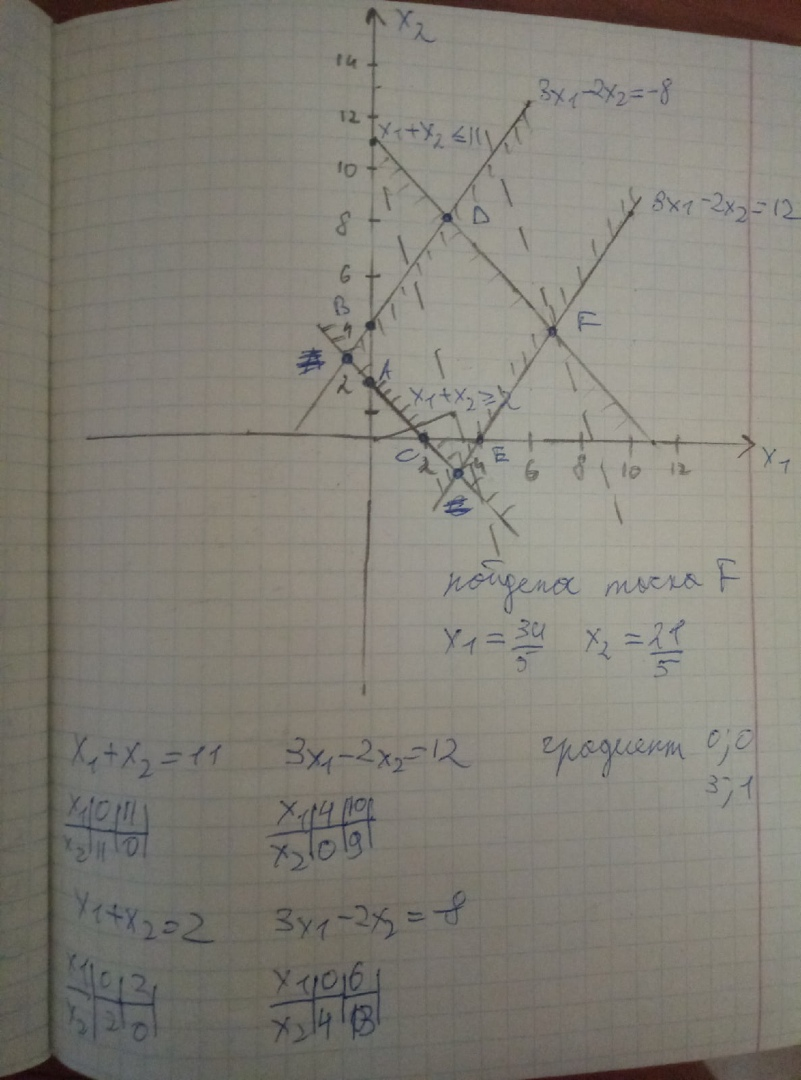 x₂
14
3x₁-2x₂=-8
12
x₁+x₂≤11
10
3x₁-2x₂=12
8
D
6
B
4
F
2
A
x₁+x₂≥2
C
2
4
E
6
8
10
12
x₁
найдена точка F
x₁=34/5 x₂=21/5
x₁+x₂=11 3x₁-2x₂=12 градиент 0;0
3;1
x₁|0|11| x₁|4|10|
x₂|11|0| x₂|0|9|
x₁+x₂=2 3x₁-2x₂=-8
x₁|0|2| x₁|0|6|
x₂|2|0| x₂|4|13|